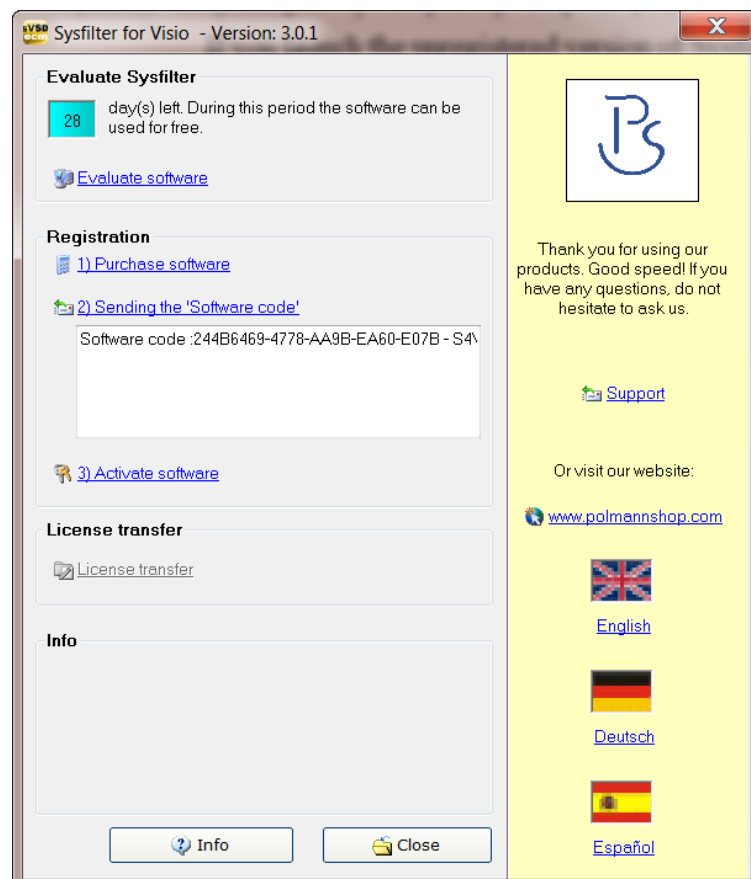 sVSD
ecm
Sysfilter for Visio - Version: 3.0.1
X
Evaluate Sysfilter
28
day(s) left. During this period the software can be
used for free.
Evaluate software
Registration
1) Purchase software
2) Sending the 'Software code'
Software code :244B6469-4778-AA9B-EA60-E07B - S4
3) Activate software
License transfer
License transfer
Info
Info
Close
Thank you for using our
products. Good speed! If you
have any questions, do not
hesitate to ask us.
Support
Or visit our website:
www.polmannshop.com
English
Deutsch
Español